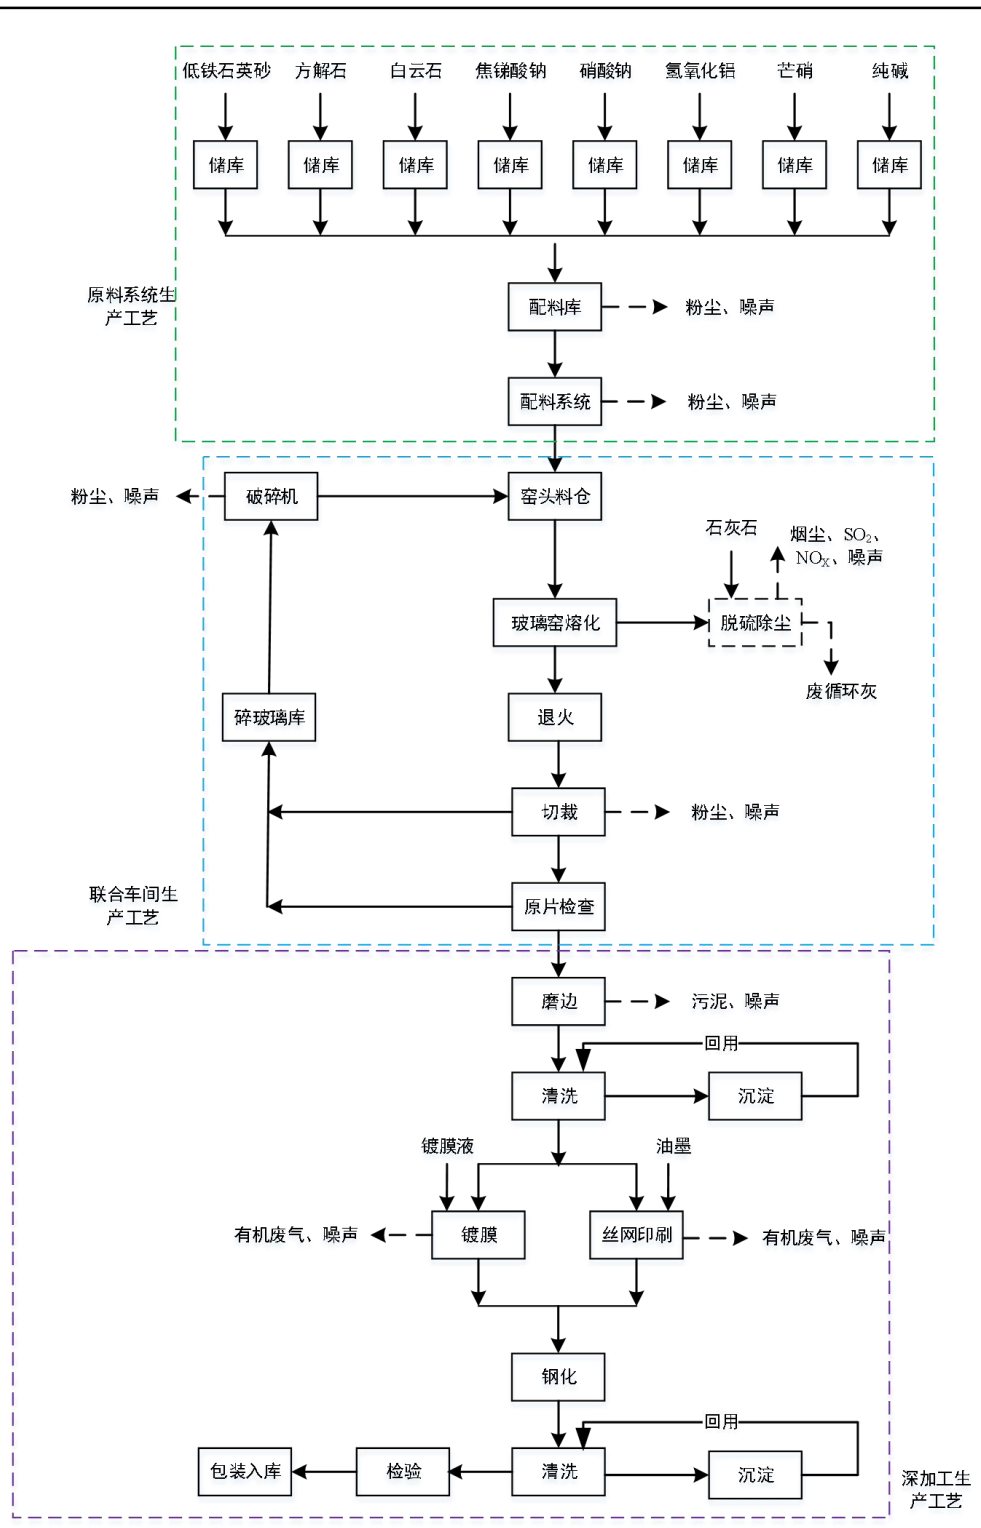 低铁石英砂 方解石 白云石 焦锑酸钠 硝酸钠 氢氧化铝 芒硝 纯碱
储库 储库 储库 储库 储库 储库 储库 储库
原料系统生
产工艺
配料库 粉尘、噪声
配料系统 粉尘、噪声
粉尘、噪声 破碎机 窑头料仓
石灰石 烟尘、SO₂、
NOX、噪声
玻璃窑熔化 脱硫除尘
废循环灰
碎玻璃库 退火
切裁 粉尘、噪声
联合车间生
产工艺
原片检查
磨边 污泥、噪声
回用
清洗 沉淀
镀膜液 油墨
有机废气、噪声 镀膜 丝网印刷 有机废气、噪声
钢化
回用
包装入库 检验 清洗 沉淀
深加工生
产工艺